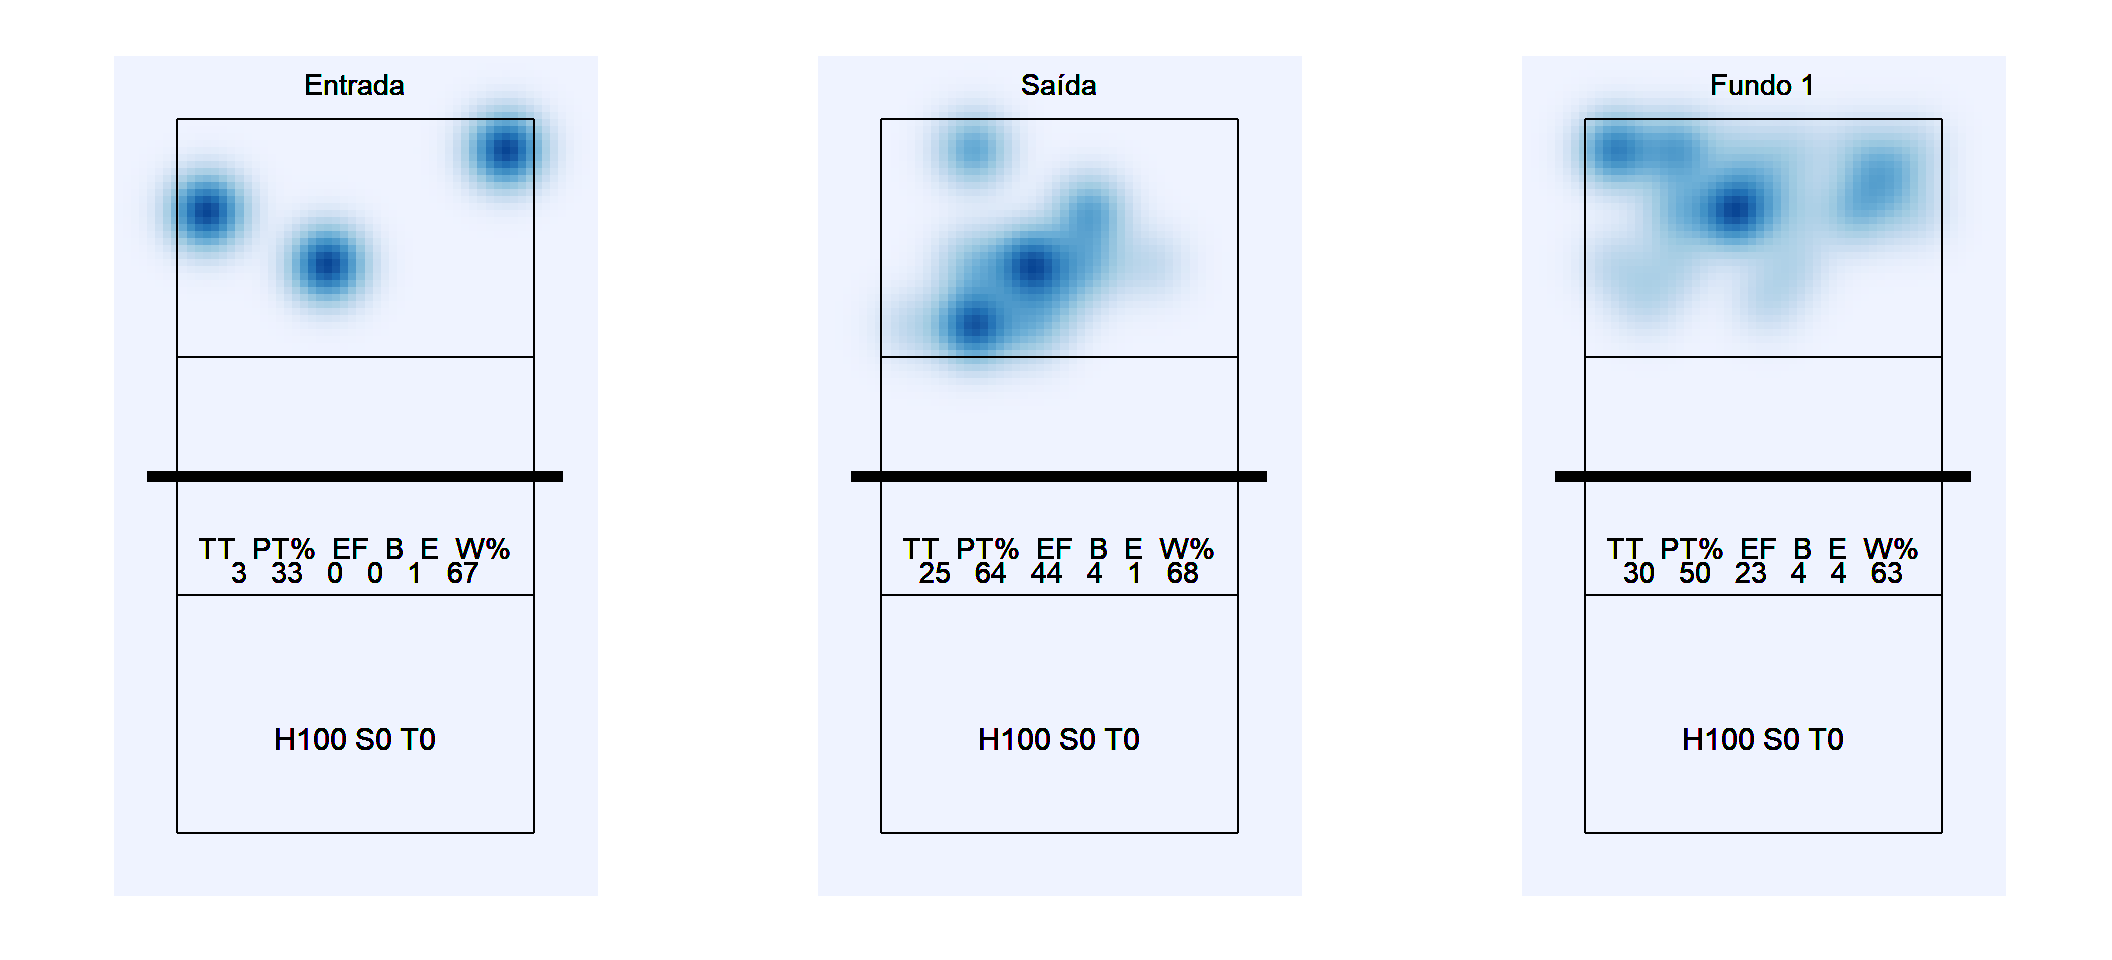 Entrada
TT PT% EF B E W%
3 33 0 0 1 67
H100 S0 T0
Saída
TT PT% EF B E W%
25 64 44 4 1 68
H100 S0 T0
Fundo 1
TT PT% EF B E W%
30 50 23 4 4 63
H100 S0 T0